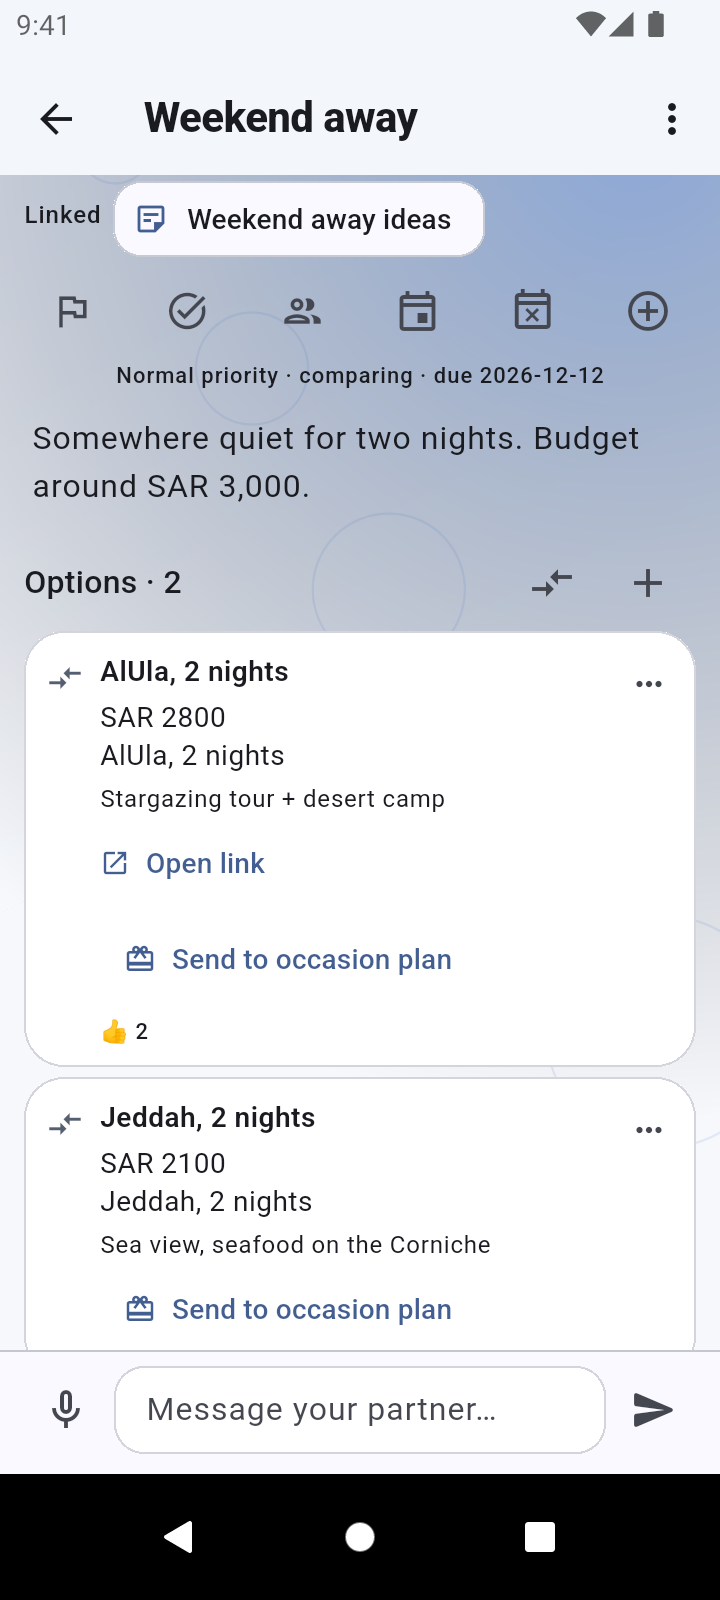 9:41
Weekend away
Linked
Weekend away ideas
Normal priority · comparing · due 2026-12-12
Somewhere quiet for two nights. Budget
around SAR 3,000.
Options · 2
AlUla, 2 nights
SAR 2800
AlUla, 2 nights
Stargazing tour + desert camp
Open link
Send to occasion plan
👍 2
Jeddah, 2 nights
SAR 2100
Jeddah, 2 nights
Sea view, seafood on the Corniche
Send to occasion plan
Message your partner…